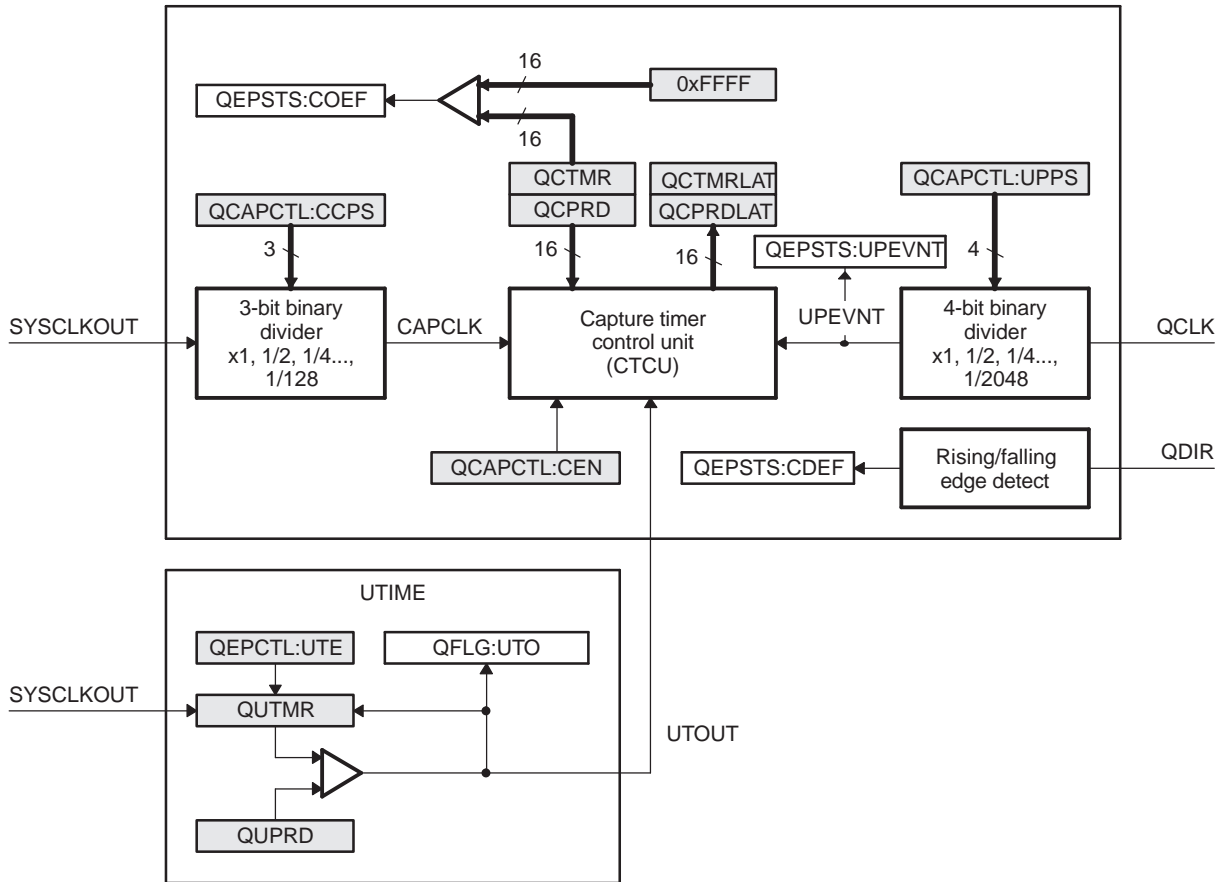 16
0xFFFF
QEPSTS:COEF
16
QCTMR
QCTMRLAT
QCAPCTL:UPPS
QCAPCTL:CCPS
QCPRD
QCPRDLAT
3
16
16
QEPSTS:UPEVNT
4
SYSCLKOUT
3-bit binary
divider
x1, 1/2, 1/4...,
1/128
CAPCLK
Capture timer
control unit
(CTCU)
UPEVNT
4-bit binary
divider
x1, 1/2, 1/4...,
1/2048
QCLK
QCAPCTL:CEN
QEPSTS:CDEF
Rising/falling
edge detect
QDIR
UTIME
QEPCTL:UTE
QFLG:UTO
SYSCLKOUT
QUTMR
UTOUT
QUPRD